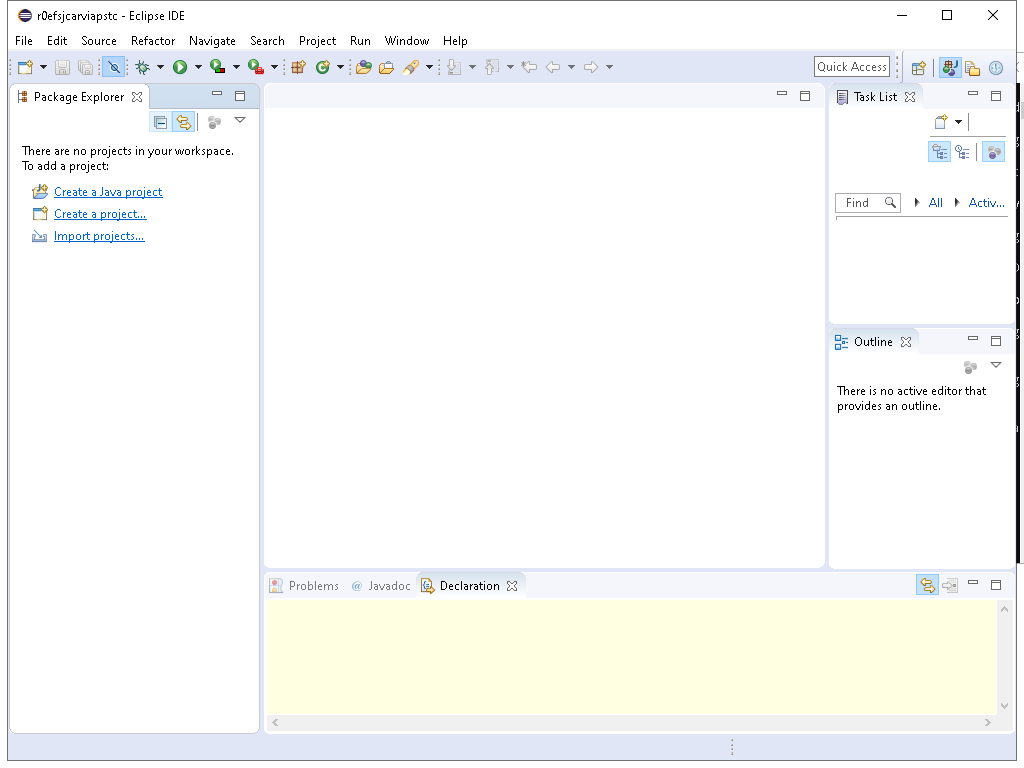 r0efsjcarviapstc - Eclipse IDE
File Edit Source Refactor Navigate Search Project Run Window Help
Quick Access
Package Explorer
Task List
There are no projects in your workspace.
To add a project:
Create a Java project
Create a project...
Import projects...
Find All Activ...
Outline
There is no active editor that
provides an outline.
Problems @ Javadoc Declaration